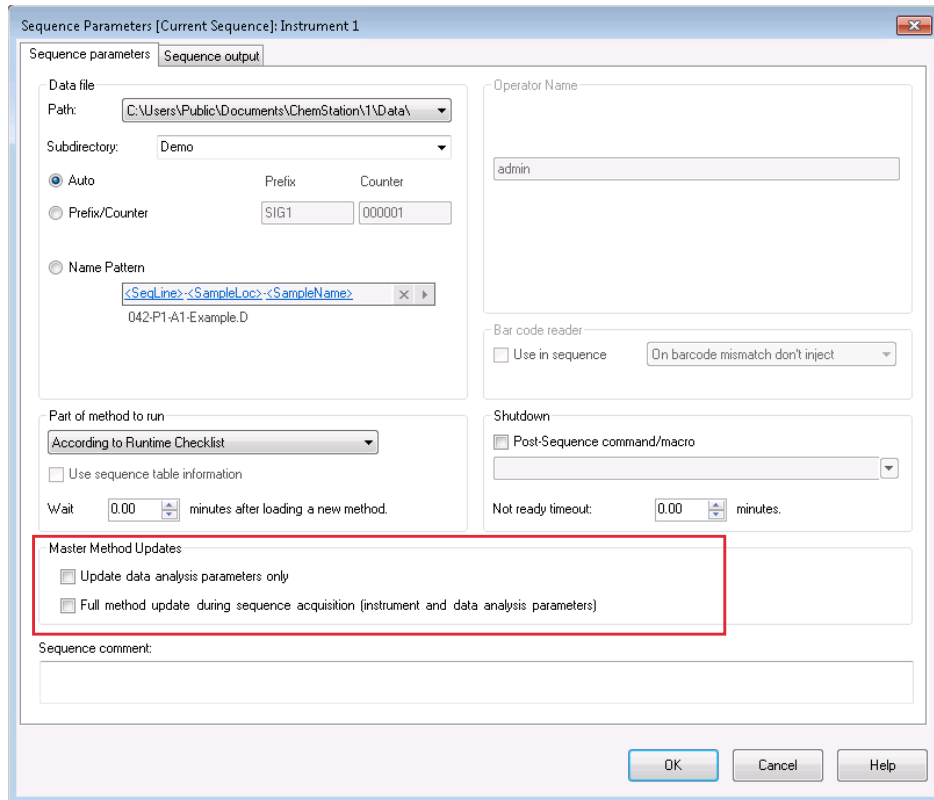 Sequence Parameters [Current Sequence]: Instrument 1
Sequence parameters
Sequence output
Data file
Path:
C:\Users\Public\Documents\ChemStation\1\Data\
Subdirectory:
Demo
Auto
Prefix
Counter
Prefix/Counter
SIG1
000001
Name Pattern
<SeqLine>-<SampleLoc>-<SampleName>
042-P1-A1-Example.D
Operator Name
admin
Bar code reader
Use in sequence
On barcode mismatch don't inject
Part of method to run
According to Runtime Checklist
Use sequence table information
Wait 0.00 minutes after loading a new method.
Shutdown
Post-Sequence command/macro
Not ready timeout: 0.00 minutes.
Master Method Updates
Update data analysis parameters only
Full method update during sequence acquisition (instrument and data analysis parameters)
Sequence comment:
OK
Cancel
Help